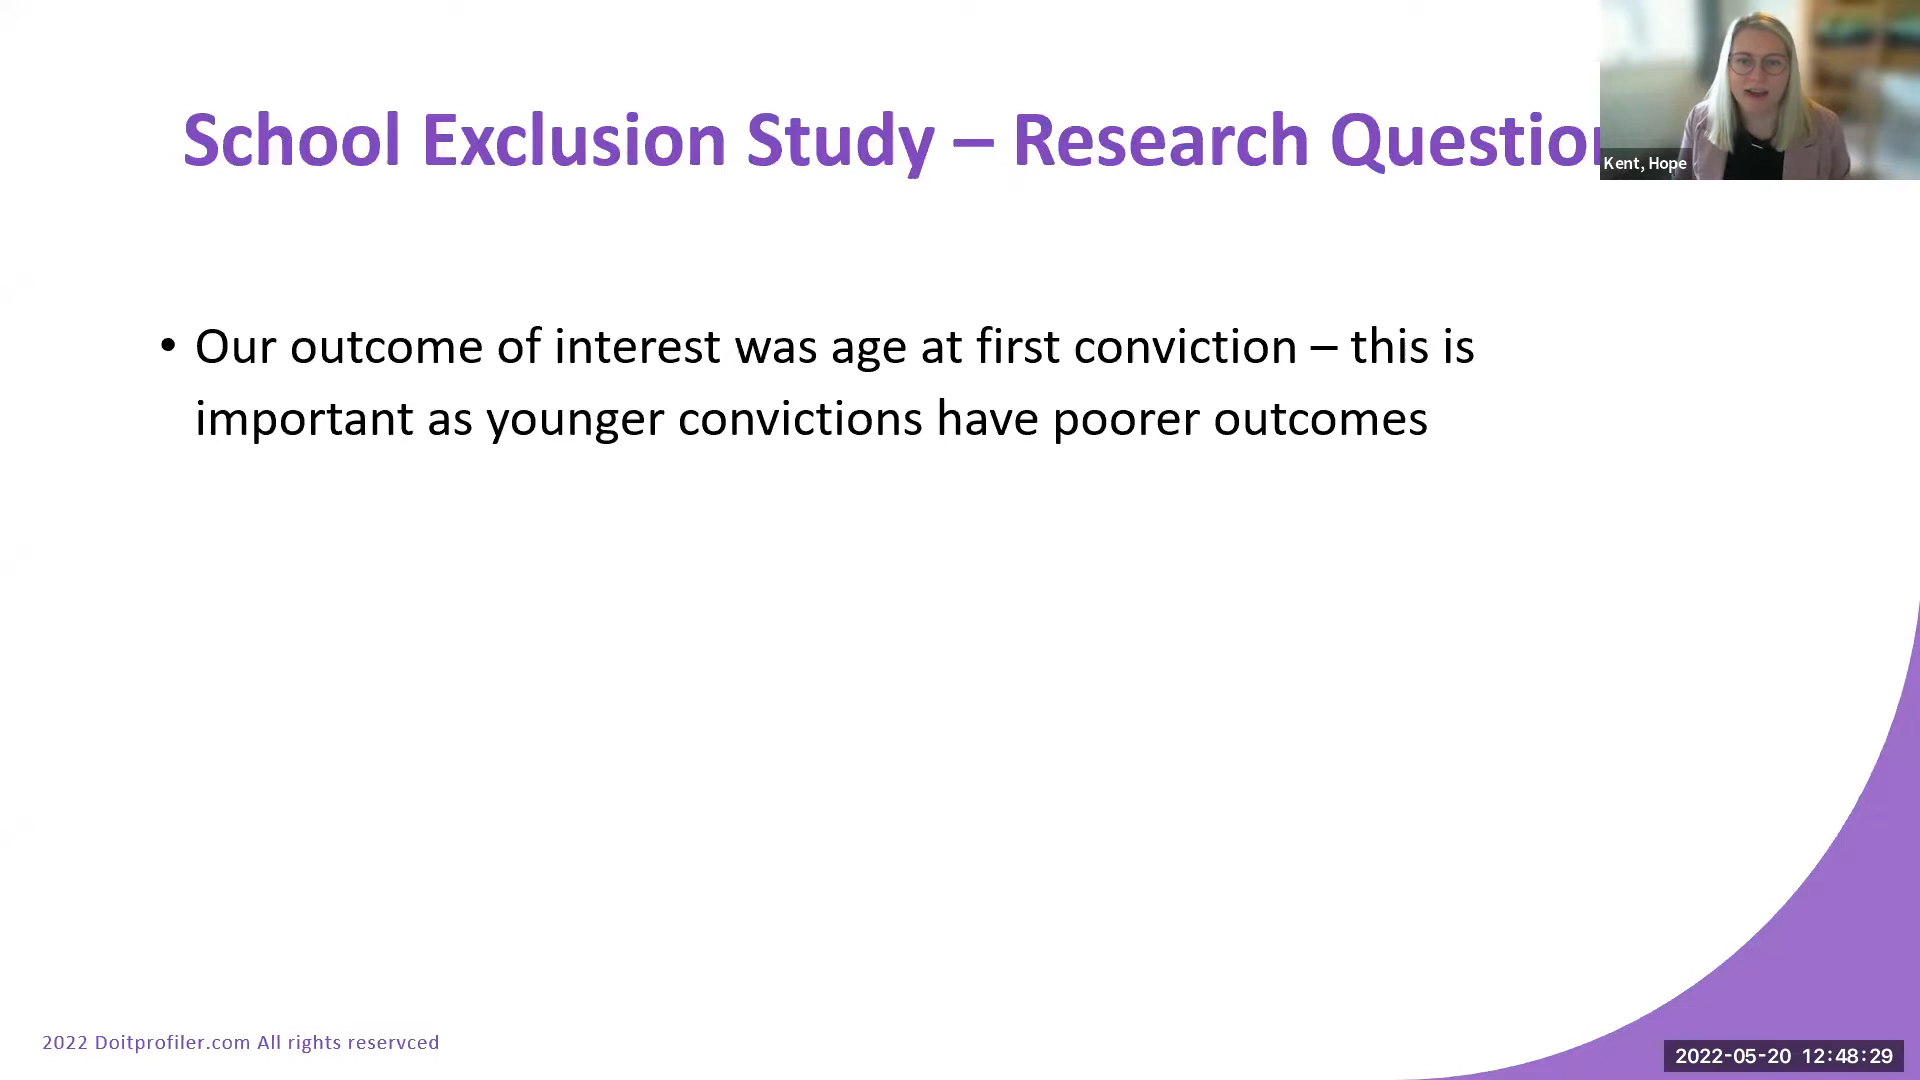 School Exclusion Study – Research Question
Kent, Hope
• Our outcome of interest was age at first conviction – this is
important as younger convictions have poorer outcomes
2022 Doitprofiler.com All rights reservced
2022-05-20 12:48:29